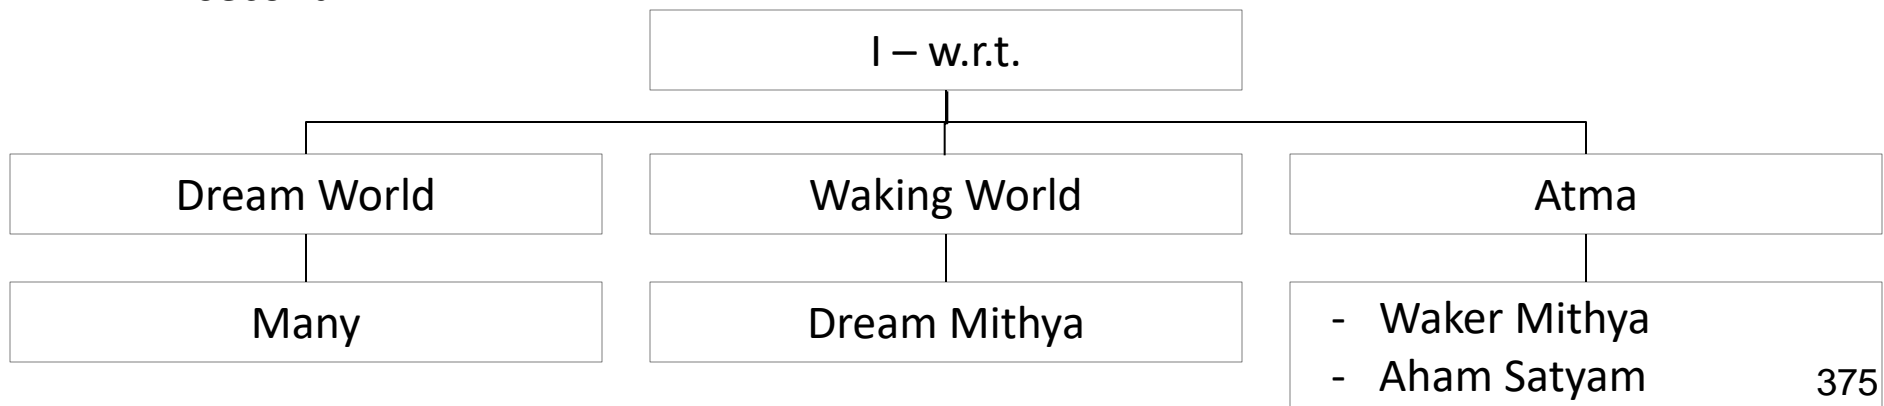 I – w.r.t.
Dream World
Waking World
Atma
Many
Dream Mithya
- Waker Mithya
- Aham Satyam
375